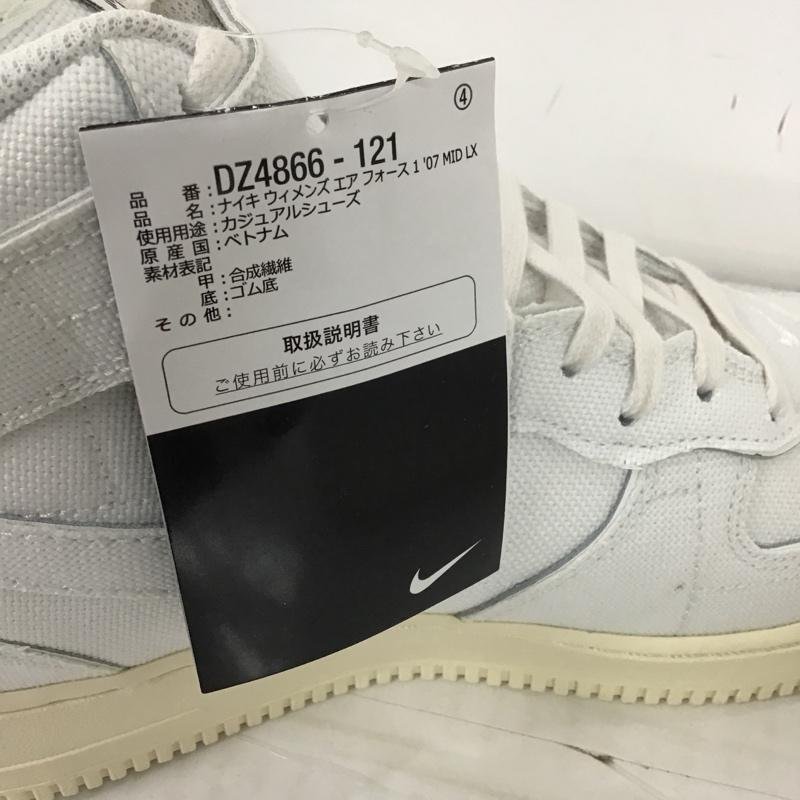 ④
品 番:DZ4866 - 121
品 名:ナイキ ウィメンズ エア フォース 1 '07 MID LX
使用用途:カジュアルシューズ
原 産 国:ベトナム
素材表記
甲:合成繊維
底:ゴム底
そ の 他:
取扱説明書
ご使用前に必ずお読み下さい